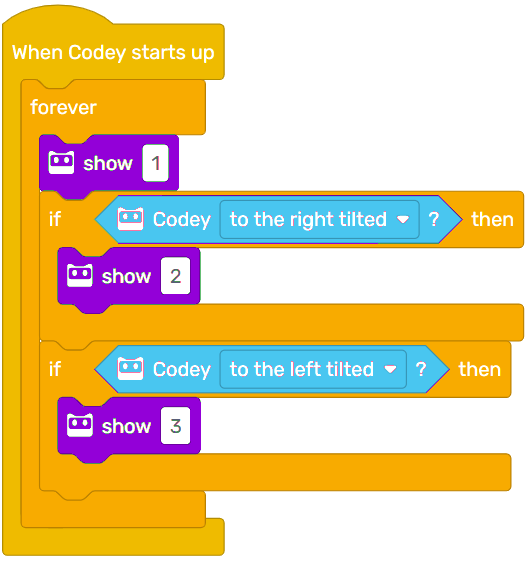 When Codey starts up
forever
show 1
if Codey to the right tilted ? then
show 2
if Codey to the left tilted ? then
show 3